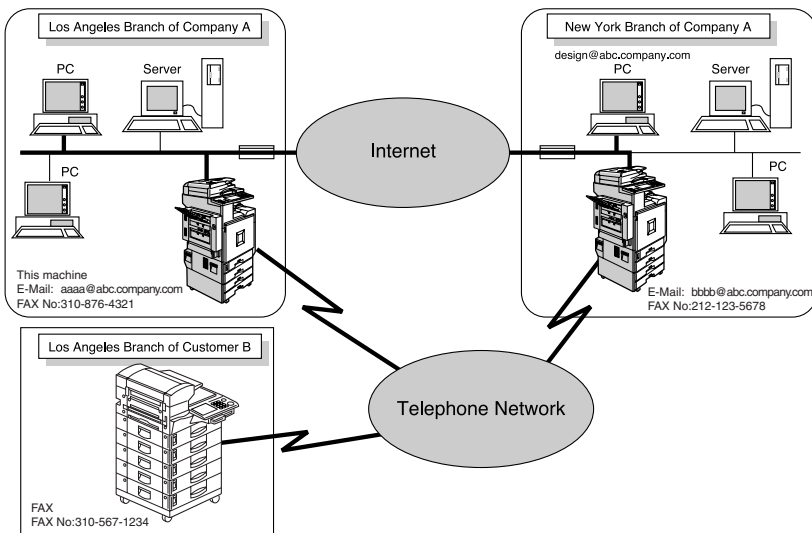 Los Angeles Branch of Company A
PC
Server
PC
This machine
E-Mail: aaaa@abc.company.com
FAX No:310-876-4321
Internet
New York Branch of Company A
design@abc.company.com
PC
Server
PC
E-Mail: bbbb@abc.company.com
FAX No:212-123-5678
Los Angeles Branch of Customer B
FAX
FAX No:310-567-1234
Telephone Network